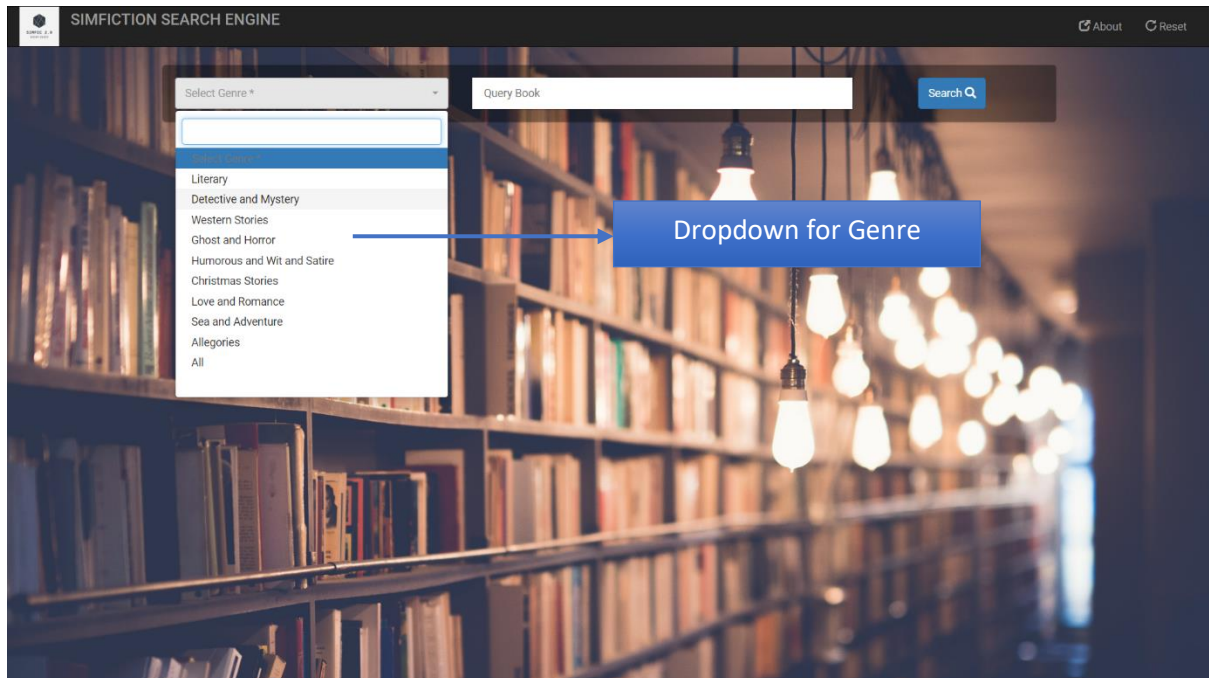 SIMFICTION SEARCH ENGINE
About Reset
Select Genre * Query Book Search
Select Genre *
Literary
Detective and Mystery
Western Stories
Ghost and Horror
Humorous and Wit and Satire
Christmas Stories
Love and Romance
Sea and Adventure
Allegories
All
Dropdown for Genre